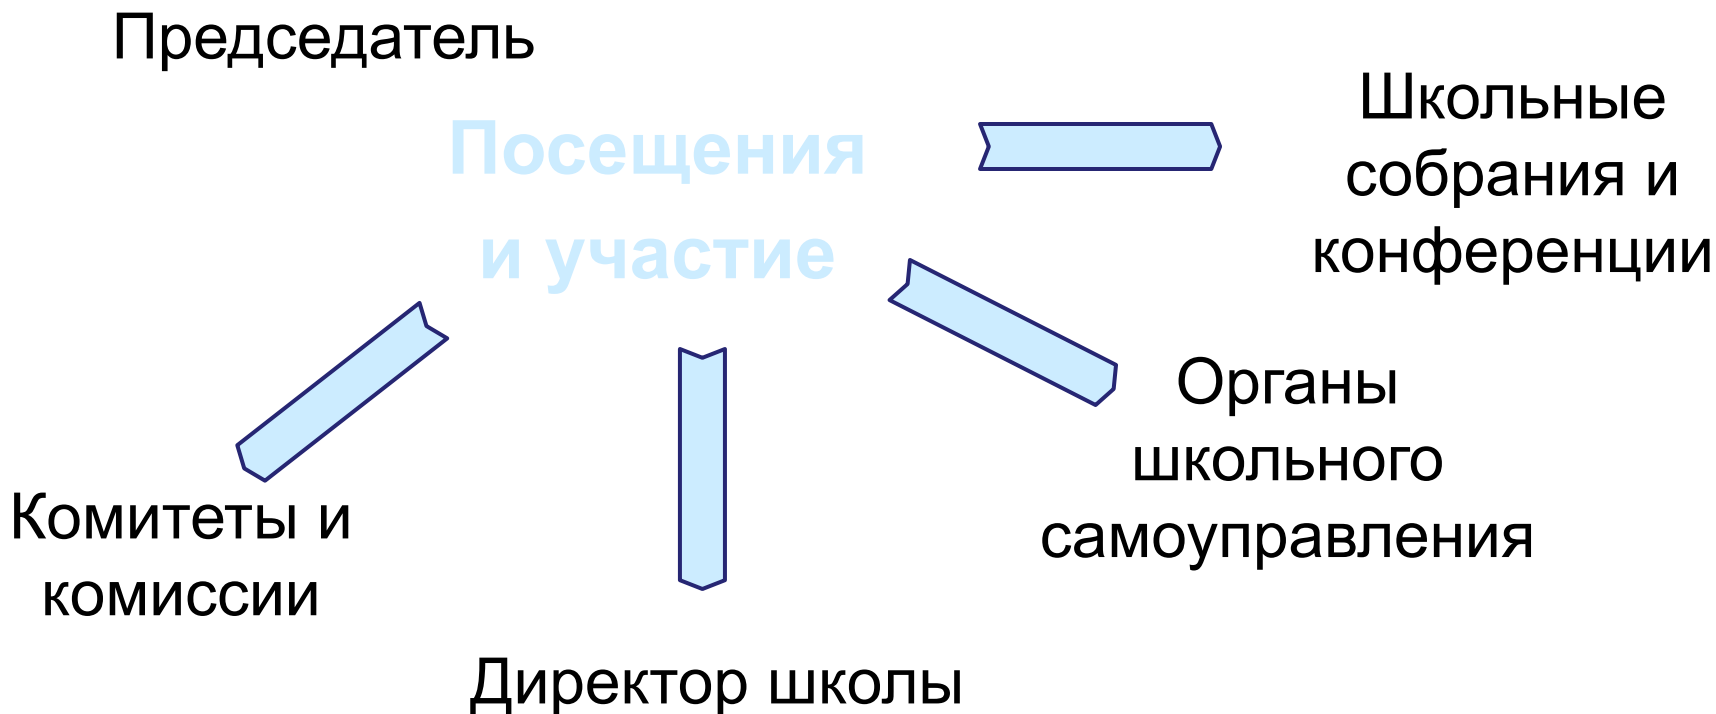 Председатель
Посещения
и участие
Школьные
собрания и
конференции
Органы
школьного
самоуправления
Комитеты и
комиссии
Директор школы